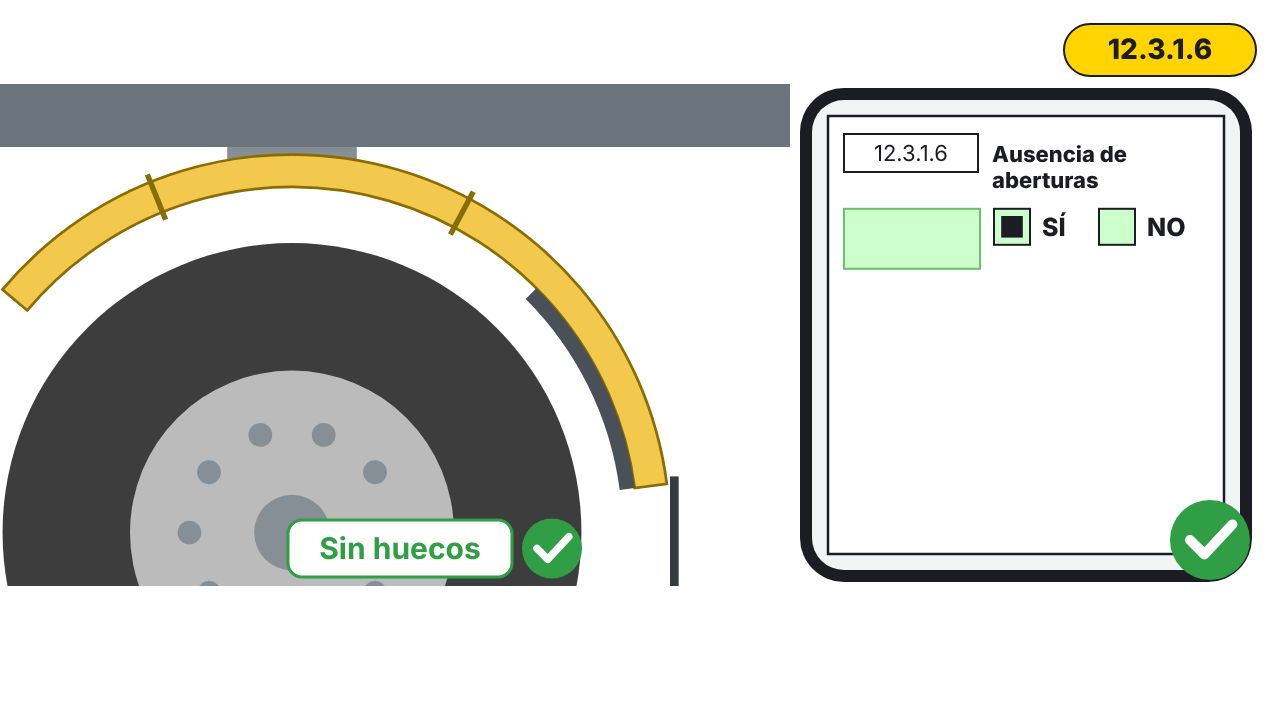 12.3.1.6
12.3.1.6
Ausencia de
aberturas
SÍ
NO
Sin huecos